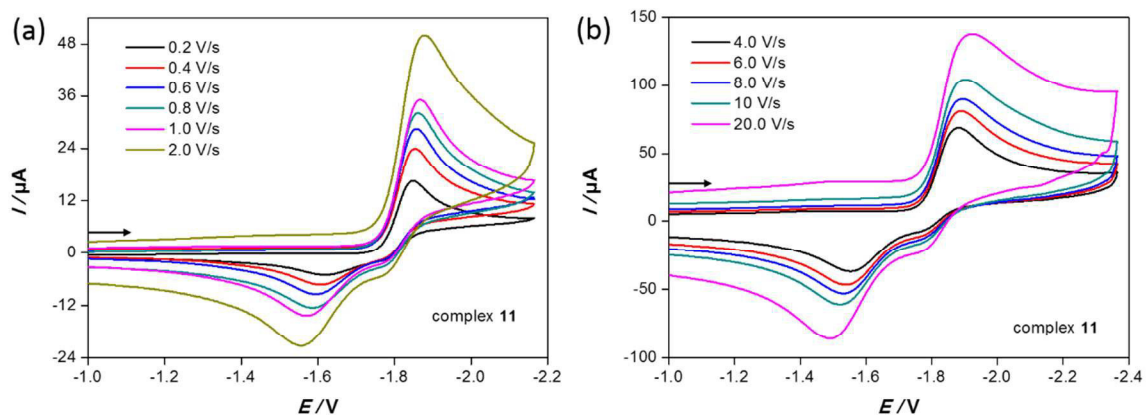 (a)
48
36
24
12
0
-12
-24
I / µA
0.2 V/s
0.4 V/s
0.6 V/s
0.8 V/s
1.0 V/s
2.0 V/s
complex 11
-1.0 -1.2 -1.4 -1.6 -1.8 -2.0 -2.2
E / V
(b)
150
100
50
0
-50
-100
I / µA
4.0 V/s
6.0 V/s
8.0 V/s
10 V/s
20.0 V/s
complex 11
-1.0 -1.2 -1.4 -1.6 -1.8 -2.0 -2.2 -2.4
E / V